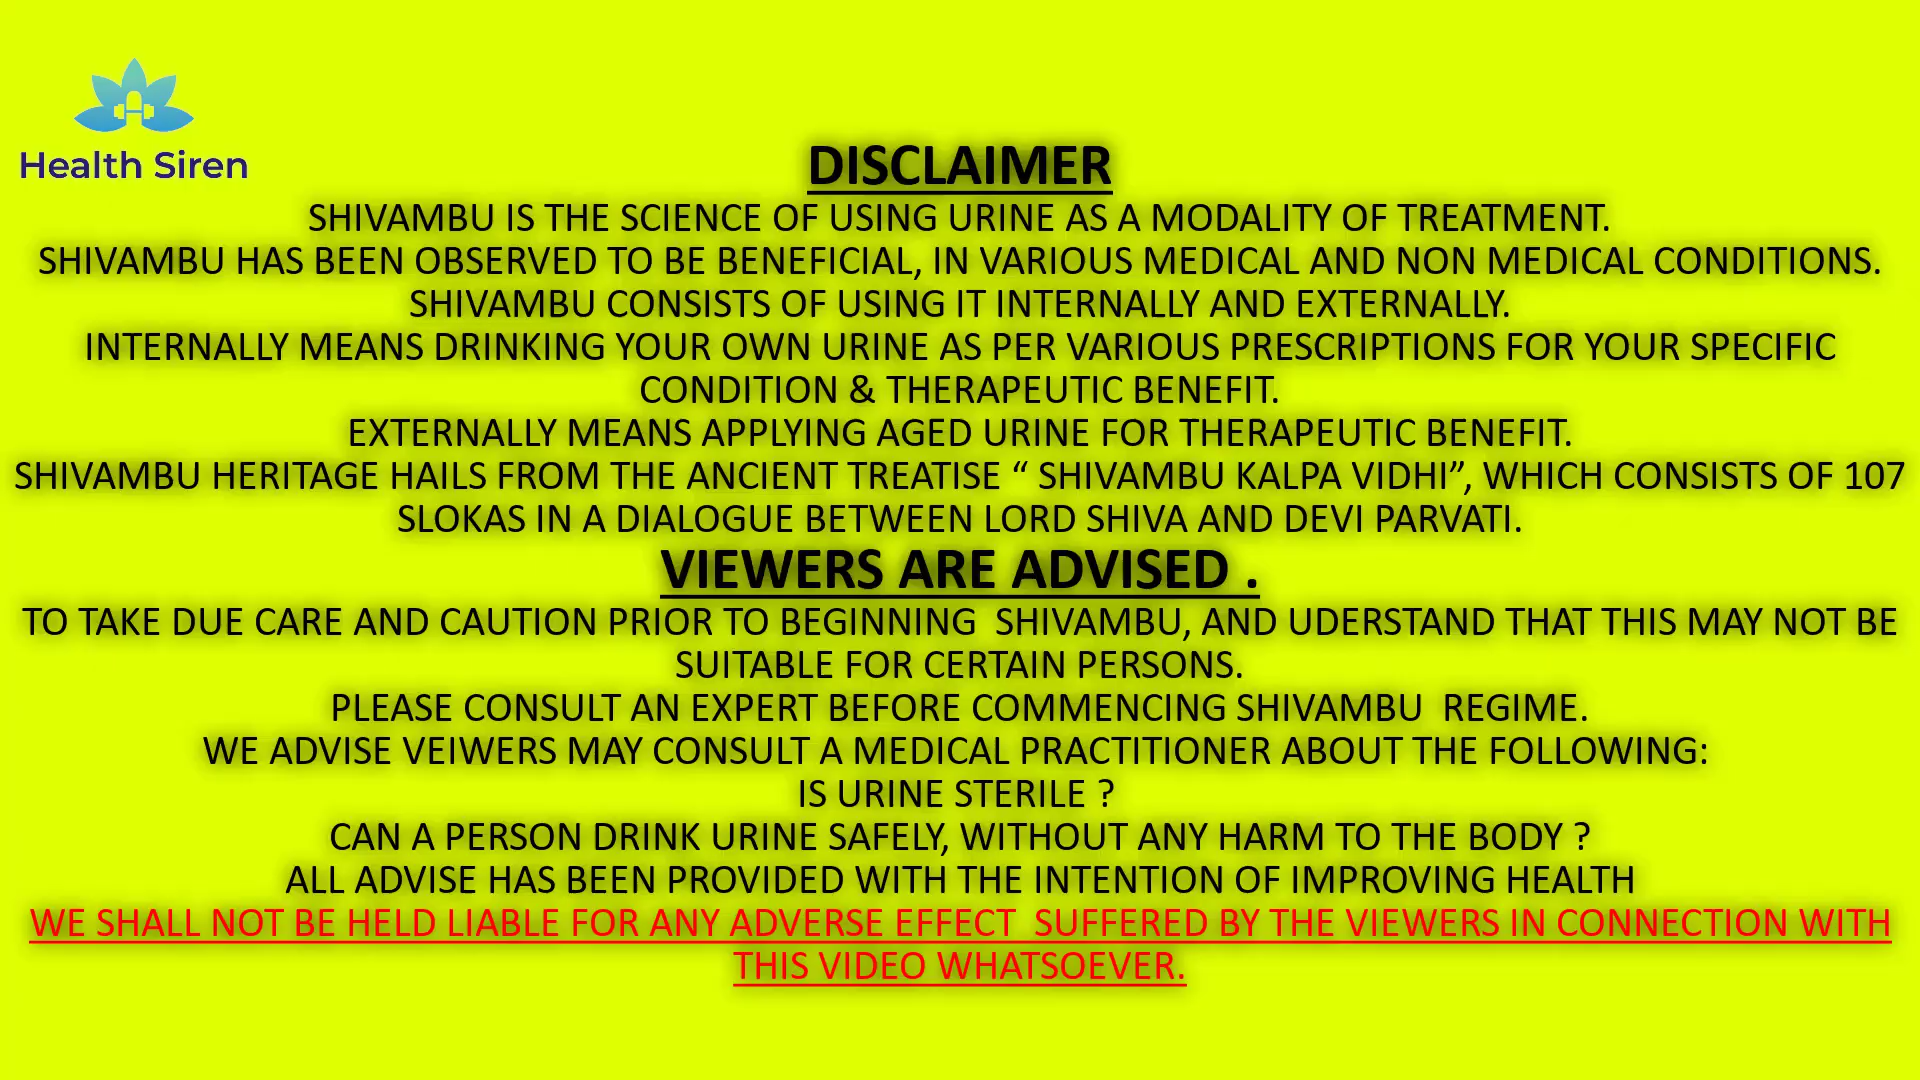 Health Siren
DISCLAIMER
SHIVAMBU IS THE SCIENCE OF USING URINE AS A MODALITY OF TREATMENT.
SHIVAMBU HAS BEEN OBSERVED TO BE BENEFICIAL, IN VARIOUS MEDICAL AND NON MEDICAL CONDITIONS.
SHIVAMBU CONSISTS OF USING IT INTERNALLY AND EXTERNALLY.
INTERNALLY MEANS DRINKING YOUR OWN URINE AS PER VARIOUS PRESCRIPTIONS FOR YOUR SPECIFIC
CONDITION & THERAPEUTIC BENEFIT.
EXTERNALLY MEANS APPLYING AGED URINE FOR THERAPEUTIC BENEFIT.
SHIVAMBU HERITAGE HAILS FROM THE ANCIENT TREATISE “ SHIVAMBU KALPA VIDHI”, WHICH CONSISTS OF 107
SLOKAS IN A DIALOGUE BETWEEN LORD SHIVA AND DEVI PARVATI.
VIEWERS ARE ADVISED .
TO TAKE DUE CARE AND CAUTION PRIOR TO BEGINNING  SHIVAMBU, AND UDERSTAND THAT THIS MAY NOT BE
SUITABLE FOR CERTAIN PERSONS.
PLEASE CONSULT AN EXPERT BEFORE COMMENCING SHIVAMBU  REGIME.
WE ADVISE VEIWERS MAY CONSULT A MEDICAL PRACTITIONER ABOUT THE FOLLOWING:
IS URINE STERILE ?
CAN A PERSON DRINK URINE SAFELY, WITHOUT ANY HARM TO THE BODY ?
ALL ADVISE HAS BEEN PROVIDED WITH THE INTENTION OF IMPROVING HEALTH
WE SHALL NOT BE HELD LIABLE FOR ANY ADVERSE EFFECT  SUFFERED BY THE VIEWERS IN CONNECTION WITH
THIS VIDEO WHATSOEVER.